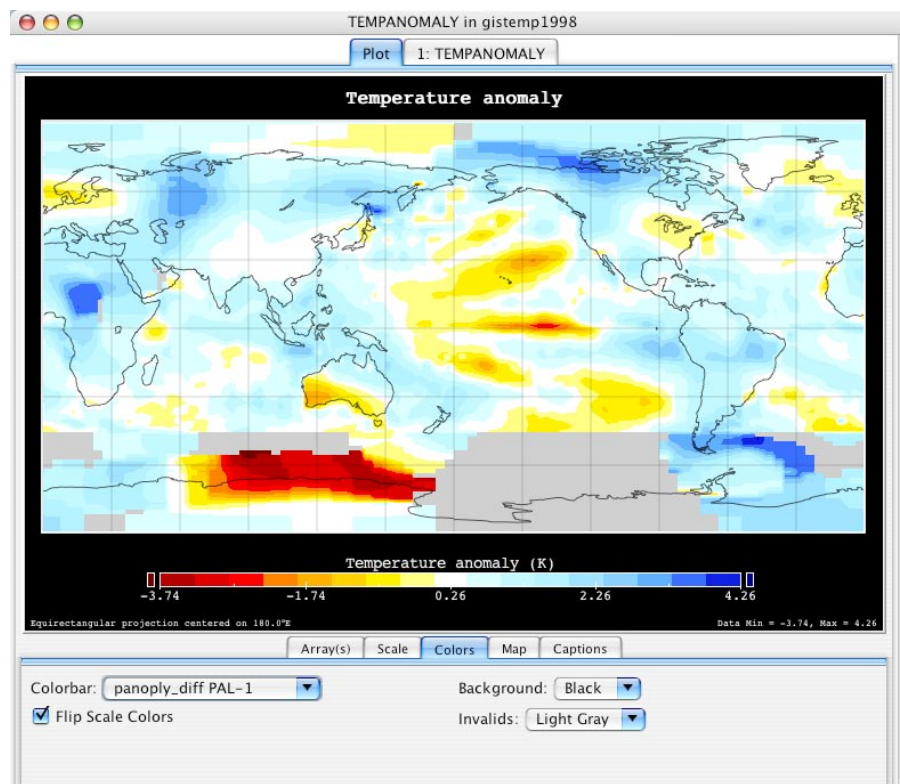 TEMPANOMALY in gistemp1998
Plot 1: TEMPANOMALY
Temperature anomaly
Temperature anomaly (K)
-3.74 -1.74 0.26 2.26 4.26
Equirectangular projection centered on 180.0°E Data Min = -3.74, Max = 4.26
Array(s) Scale Colors Map Captions
Colorbar: panoply_diff PAL-1 Background: Black
Flip Scale Colors Invalids: Light Gray